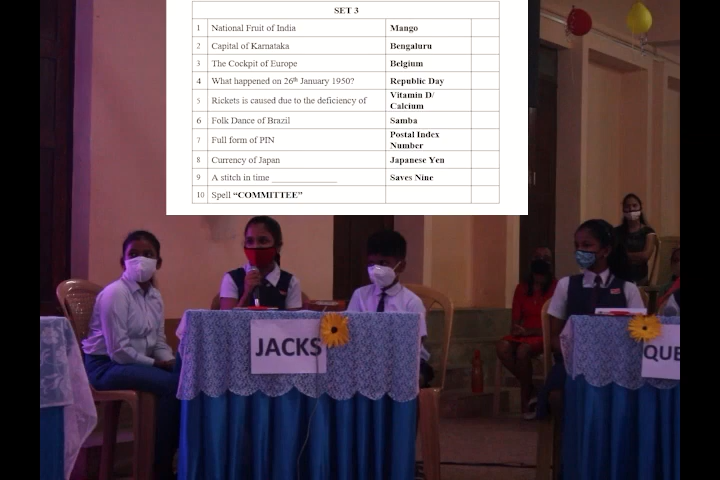 SET 3
1 National Fruit of India Mango
2 Capital of Karnataka Bengaluru
3 The Cockpit of Europe Belgium
4 What happened on 26th January 1950? Republic Day
5 Rickets is caused due to the deficiency of Vitamin D/
Calcium
6 Folk Dance of Brazil Samba
7 Full form of PIN Postal Index
Number
8 Currency of Japan Japanese Yen
9 A stitch in time _______________ Saves Nine
10 Spell “COMMITTEE”
JACKS
QUE